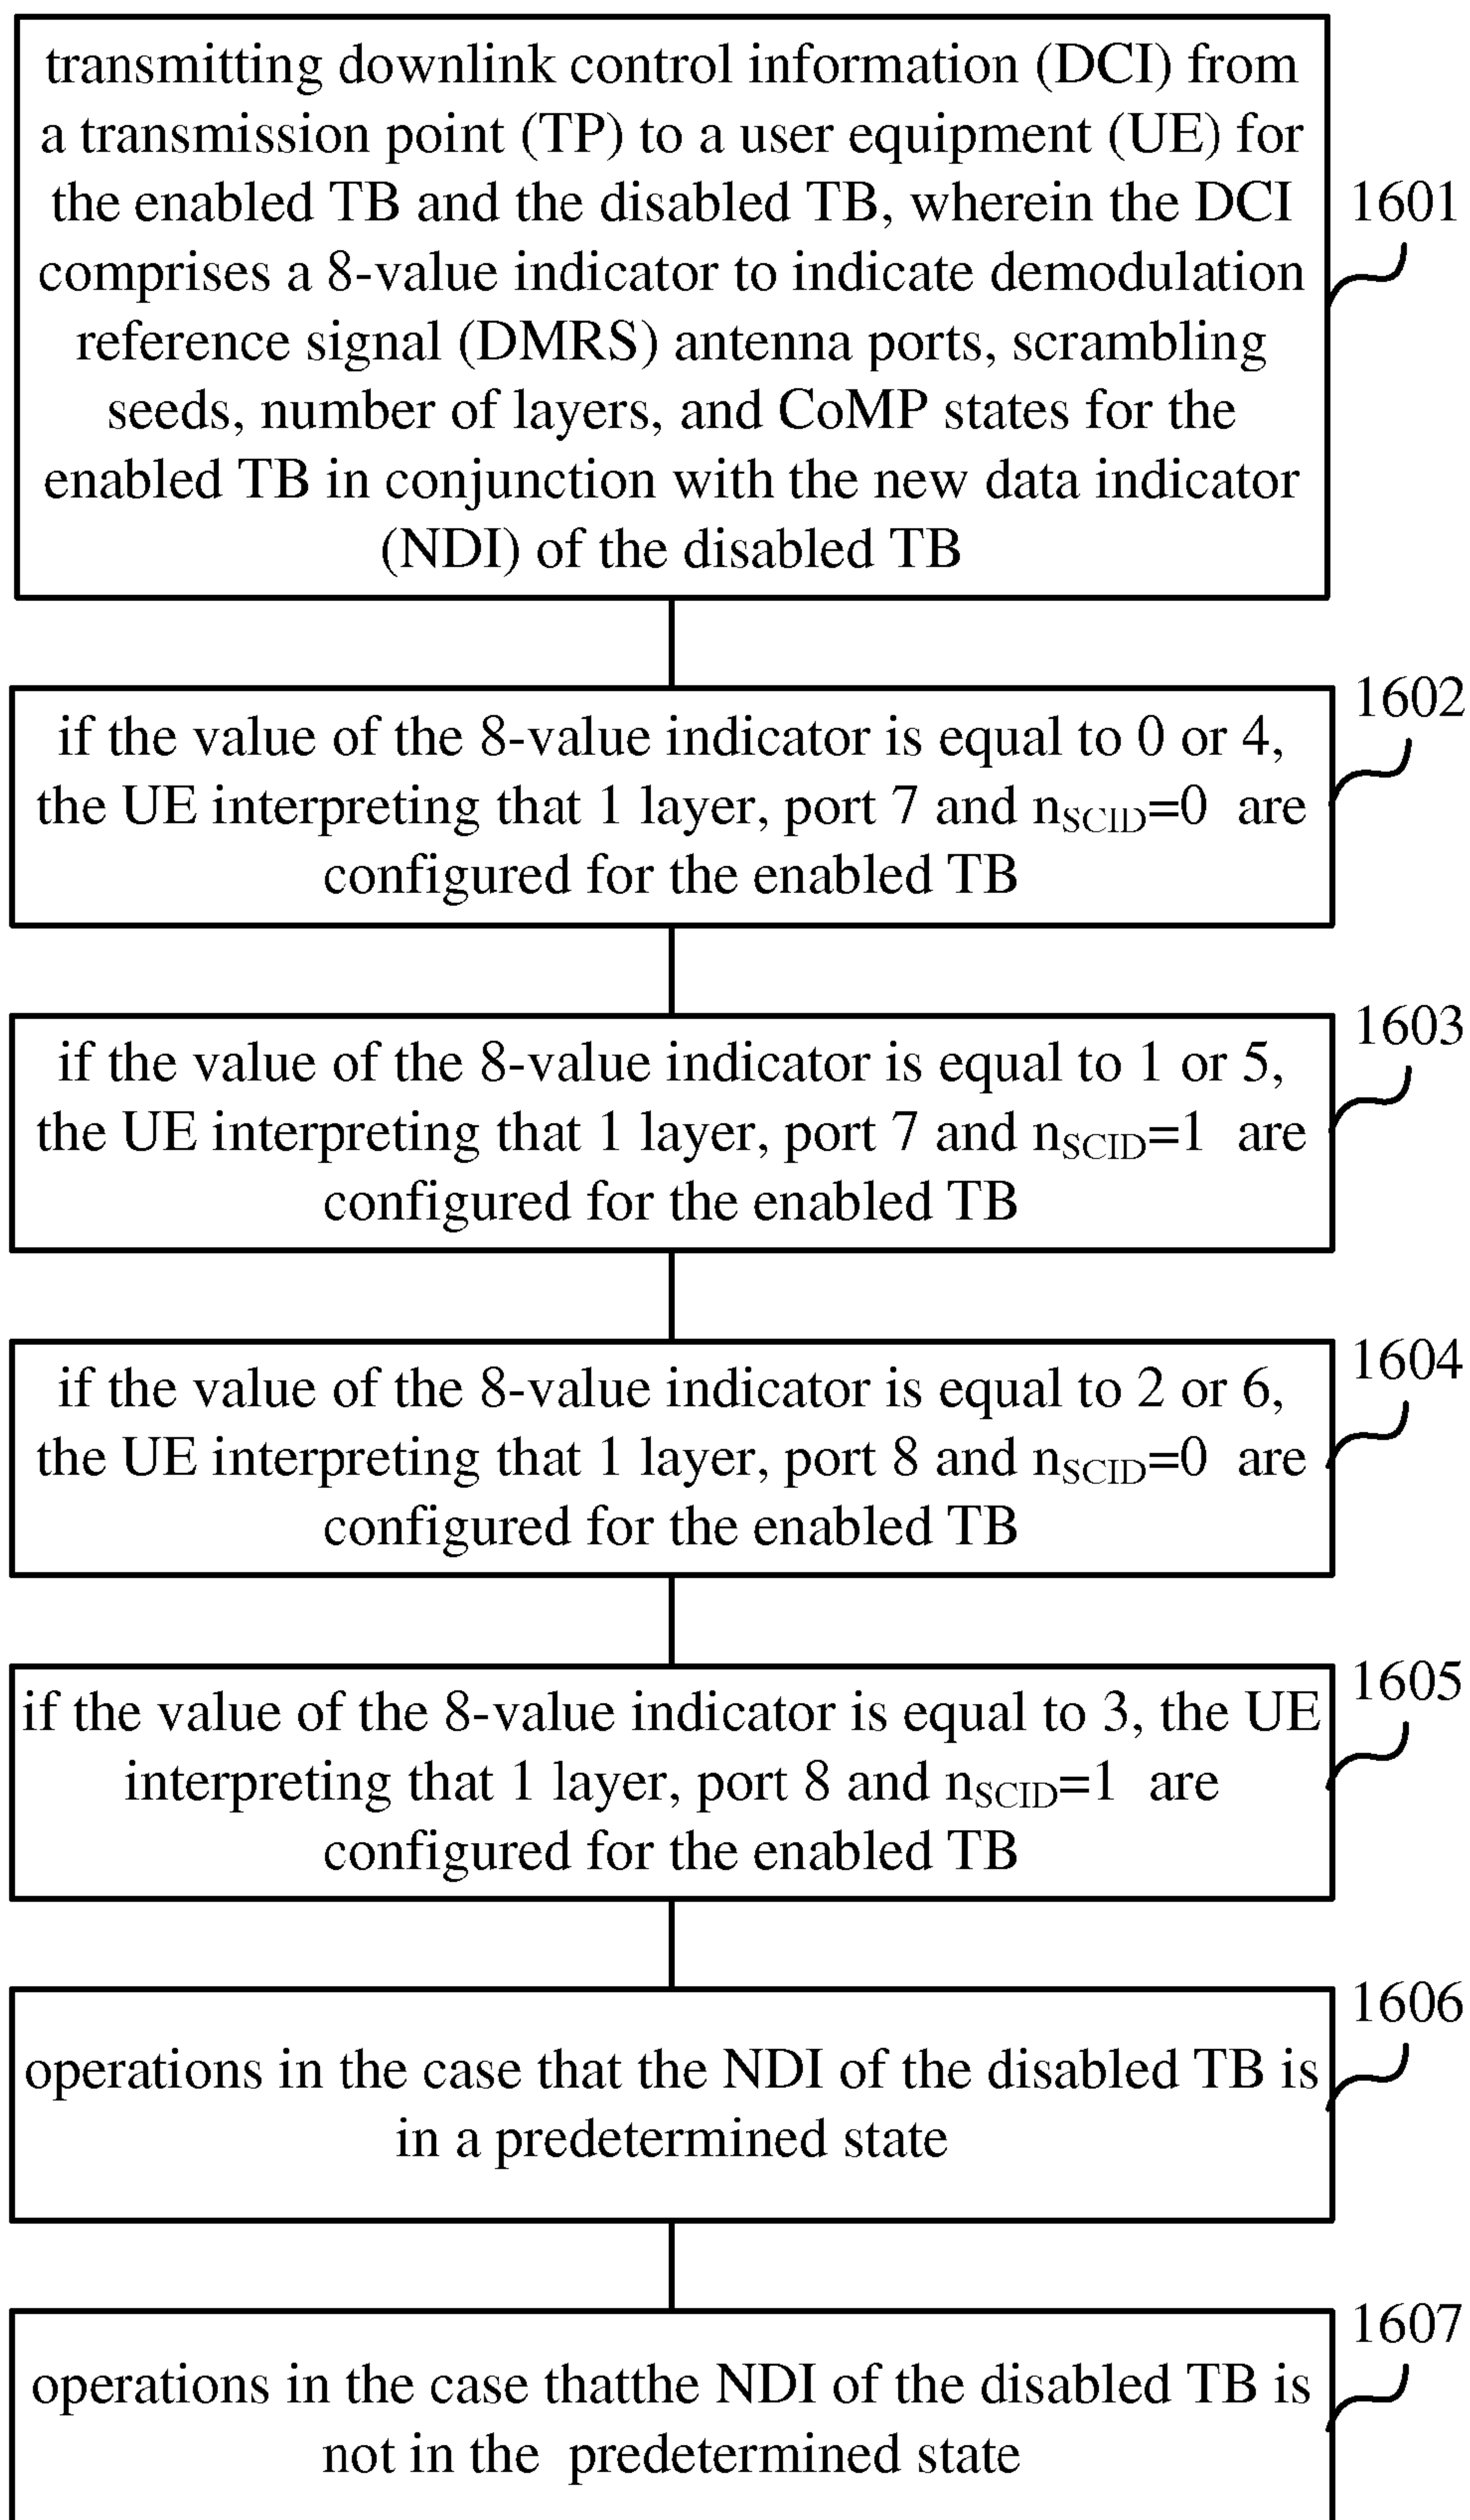 transmitting downlink control information (DCI) from
a transmission point (TP) to a user equipment (UE) for
the enabled TB and the disabled TB, wherein the DCI
comprises a 8-value indicator to indicate demodulation
reference signal (DMRS) antenna ports, scrambling
seeds, number of layers, and CoMP states for the
enabled TB in conjunction with the new data indicator
(NDI) of the disabled TB
1601
if the value of the 8-value indicator is equal to 0 or 4,
the UE interpreting that 1 layer, port 7 and nSCID=0 are
configured for the enabled TB
1602
if the value of the 8-value indicator is equal to 1 or 5,
the UE interpreting that 1 layer, port 7 and nSCID=1 are
configured for the enabled TB
1603
if the value of the 8-value indicator is equal to 2 or 6,
the UE interpreting that 1 layer, port 8 and nSCID=0 are
configured for the enabled TB
1604
if the value of the 8-value indicator is equal to 3, the UE
interpreting that 1 layer, port 8 and nSCID=1 are
configured for the enabled TB
1605
operations in the case that the NDI of the disabled TB is
in a predetermined state
1606
operations in the case thatthe NDI of the disabled TB is
not in the predetermined state
1607